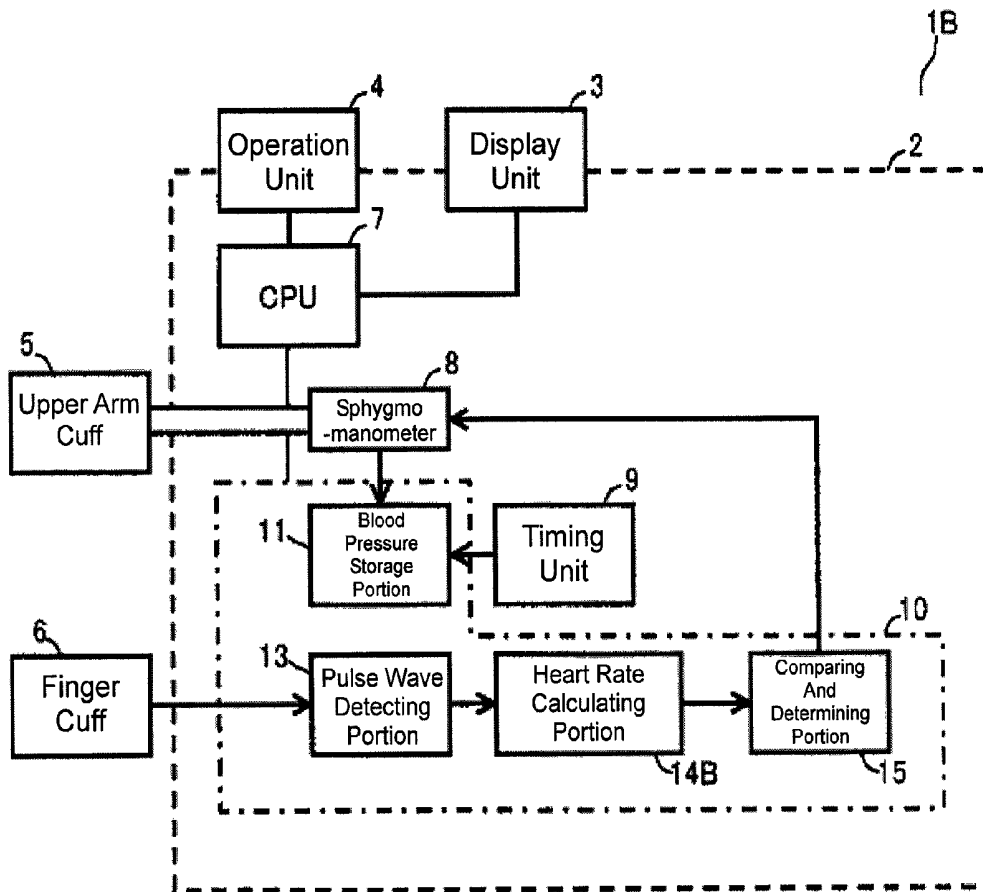 1B
4
3
2
Operation
Unit
Display
Unit
7
CPU
5
8
Upper Arm
Cuff
Sphygmo
-manometer
9
11
Blood
Pressure
Storage
Portion
Timing
Unit
10
6
13
Finger
Cuff
Pulse Wave
Detecting
Portion
Heart Rate
Calculating
Portion
Comparing
And
Determining
Portion
14B
15